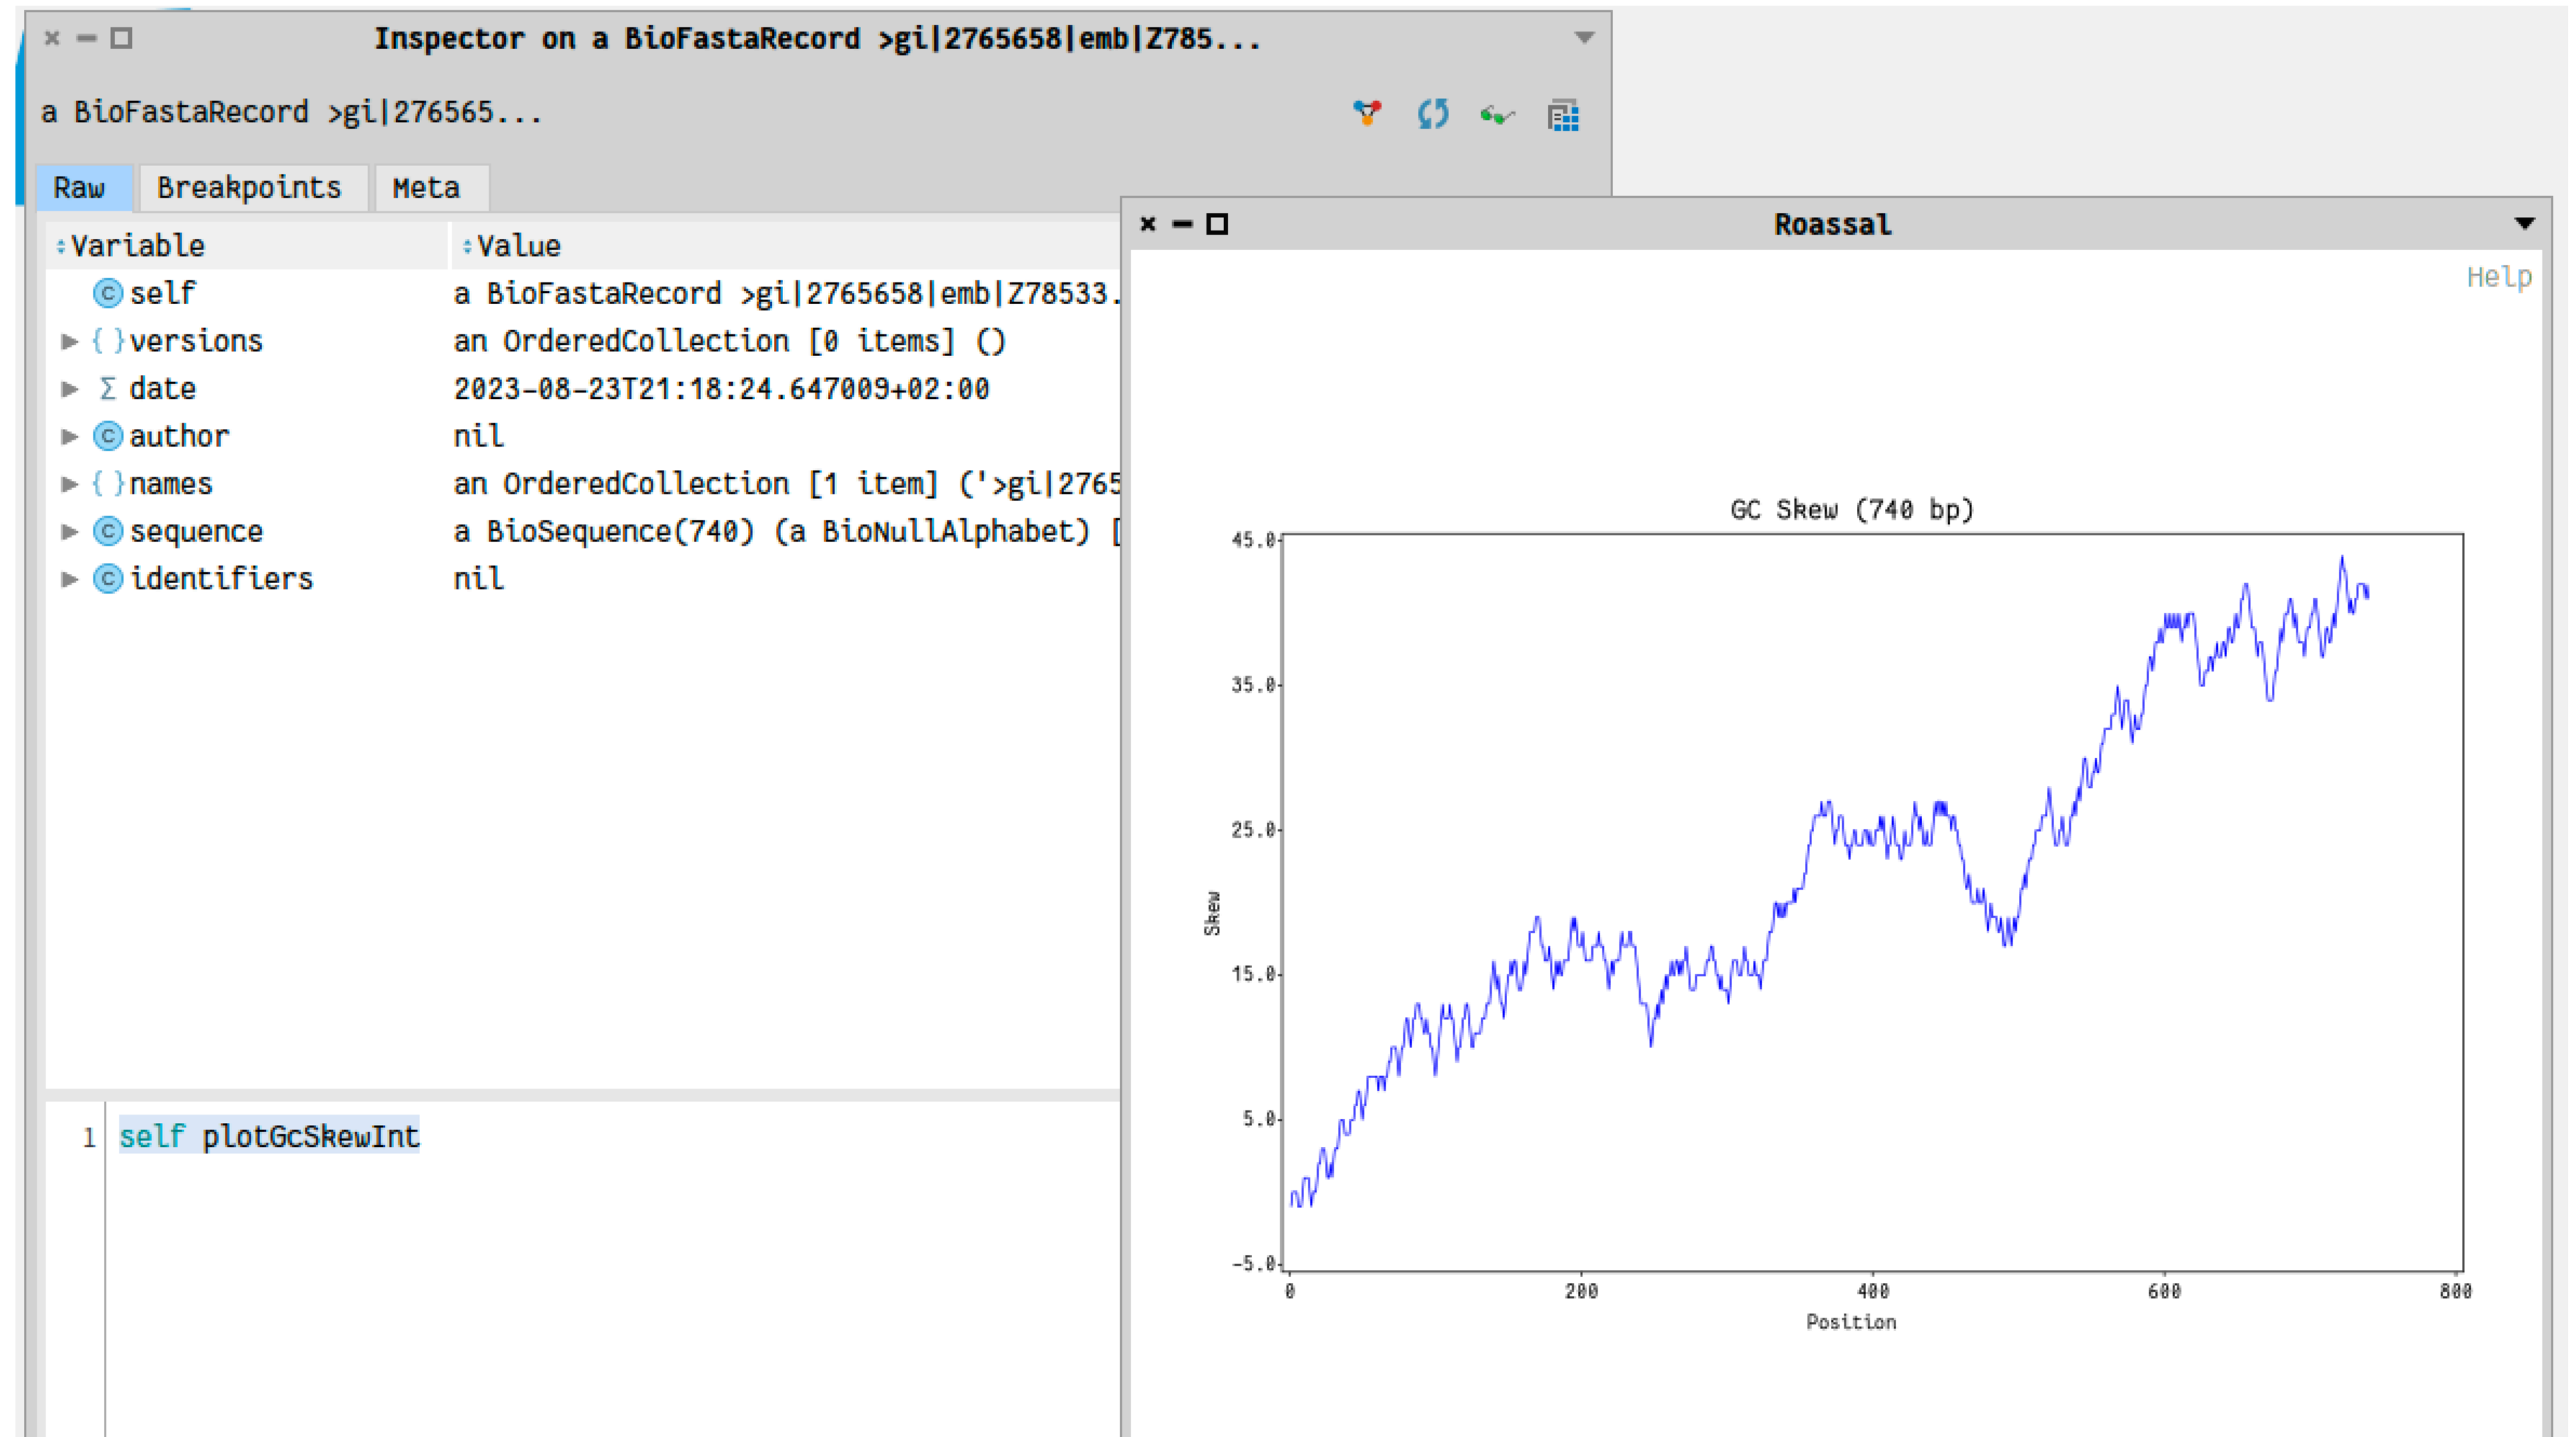 Inspector on a BioFastaRecord >gi|2765658|emb|Z785...
a BioFastaRecord >gi|276565...
Raw Breakpoints Meta
Variable Value
self a BioFastaRecord >gi|2765658|emb|Z78533.
versions an OrderedCollection [0 items] ()
date 2023-08-23T21:18:24.647009+02:00
author nil
names an OrderedCollection [1 item] ('>gi|2765
sequence a BioSequence(740) (a BioNullAlphabet) [
identifiers nil
1 self plotGcSkewInt
Roassal
Help
GC Skew (740 bp)
45.0
35.0
25.0
15.0
5.0
-5.0
Skew
0 200 400 600 800
Position